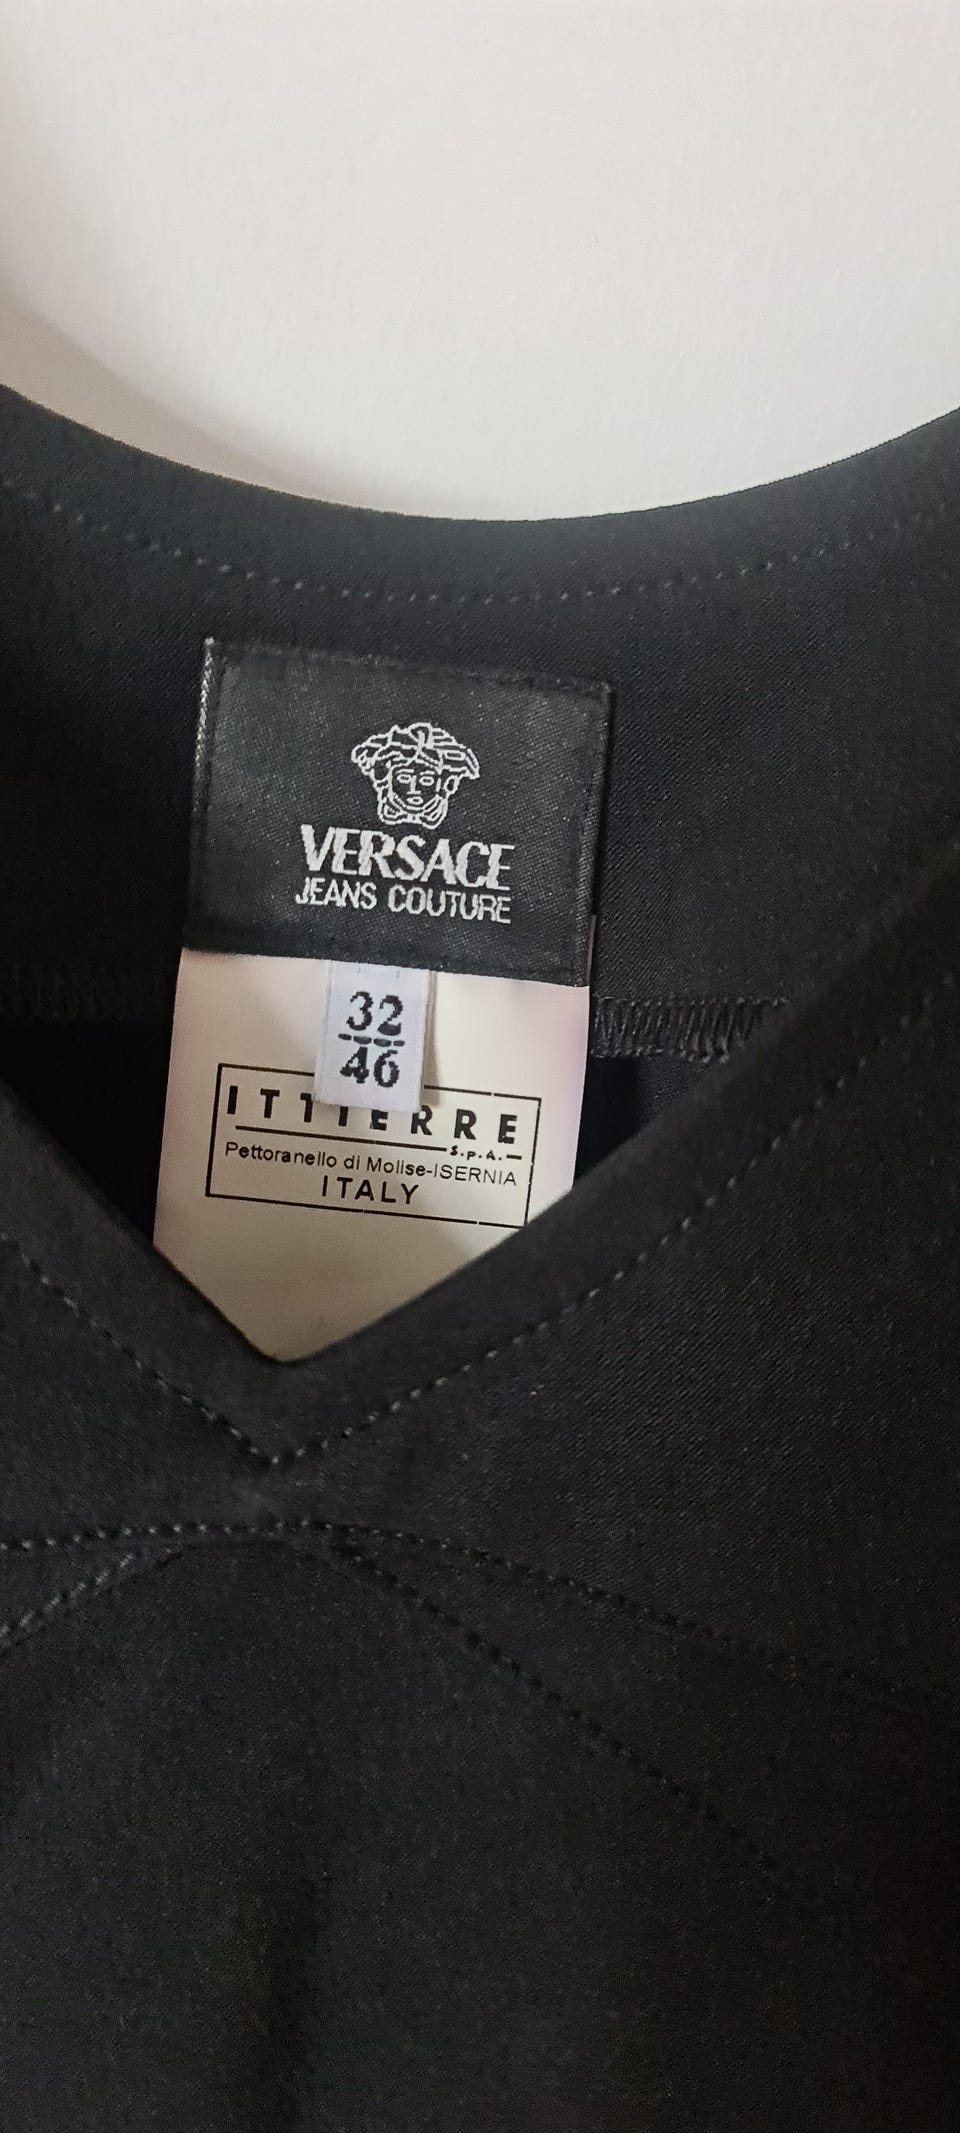 VERSACE
JEANS COUTURE
32
46
ITTIERRE
S.p.A.
Pettoranello di Molise-ISERNIA
ITALY